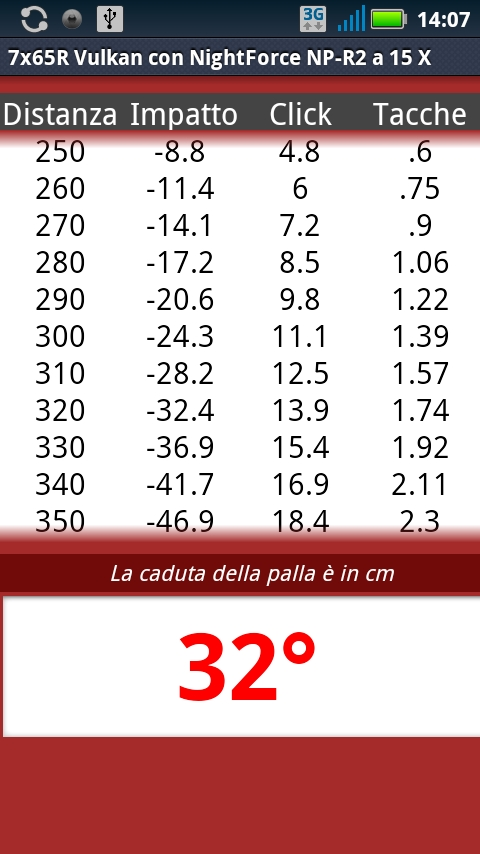 3G 14:07
7x65R Vulkan con NightForce NP-R2 a 15 X
Distanza Impatto Click Tacche
250 -8.8 4.8 .6
260 -11.4 6 .75
270 -14.1 7.2 .9
280 -17.2 8.5 1.06
290 -20.6 9.8 1.22
300 -24.3 11.1 1.39
310 -28.2 12.5 1.57
320 -32.4 13.9 1.74
330 -36.9 15.4 1.92
340 -41.7 16.9 2.11
350 -46.9 18.4 2.3
La caduta della palla è in cm
32°